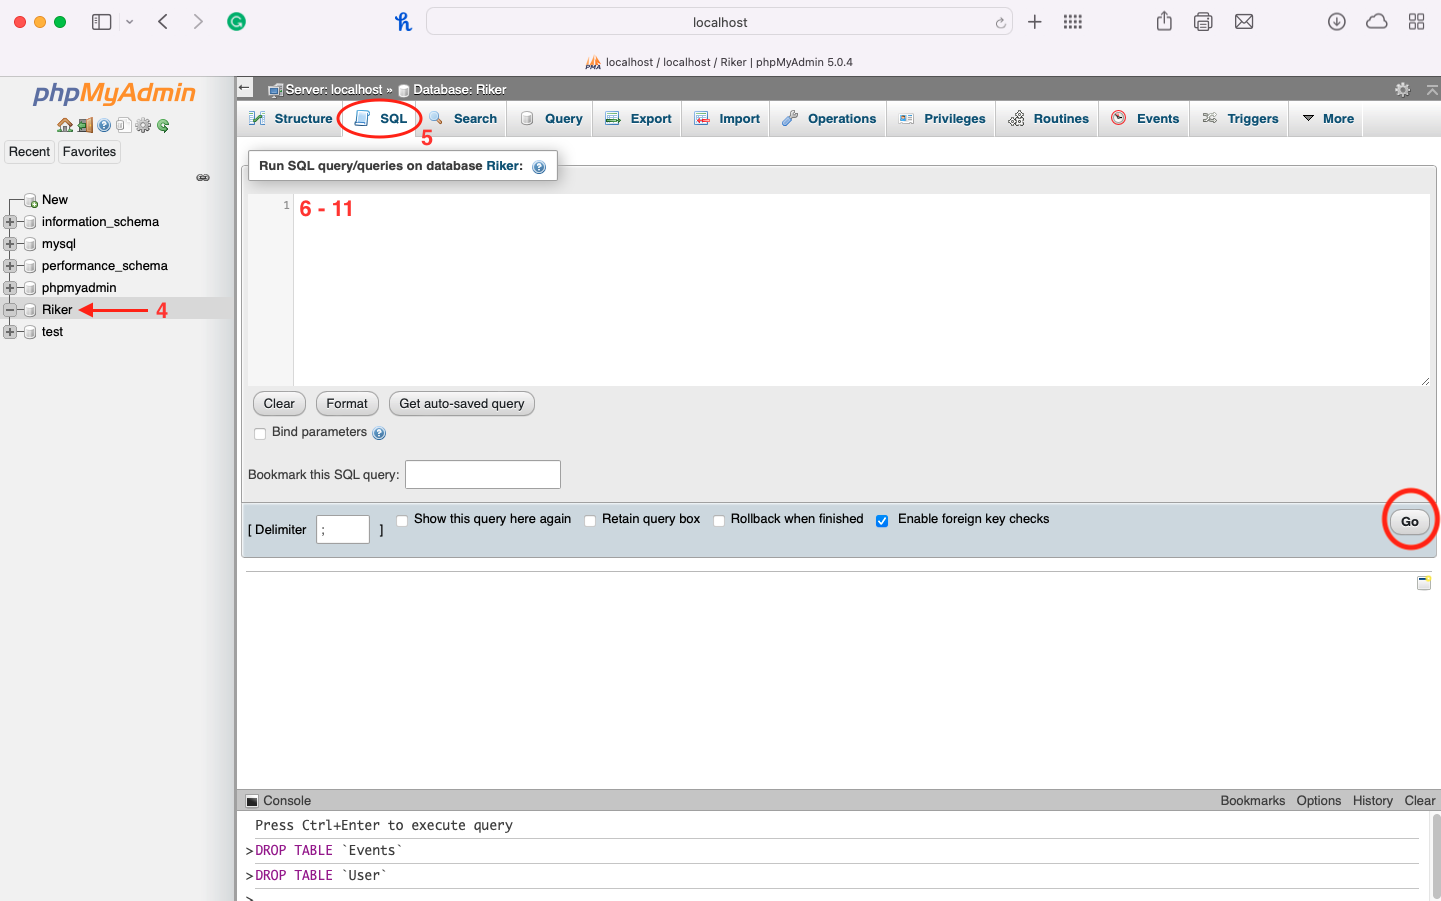 localhost
PMA localhost / localhost / Riker | phpMyAdmin 5.0.4
phpMyAdmin
Recent Favorites
New
information_schema
mysql
performance_schema
phpmyadmin
Riker 4
test
Server: localhost » Database: Riker
Structure SQL Search Query Export Import Operations Privileges Routines Events Triggers More
5
Run SQL query/queries on database Riker:
1 6 - 11
Clear Format Get auto-saved query
Bind parameters
Bookmark this SQL query:
[ Delimiter ; ] Show this query here again Retain query box Rollback when finished Enable foreign key checks Go
Console Bookmarks Options History Clear
Press Ctrl+Enter to execute query
>DROP TABLE `Events`
>DROP TABLE `User`
>